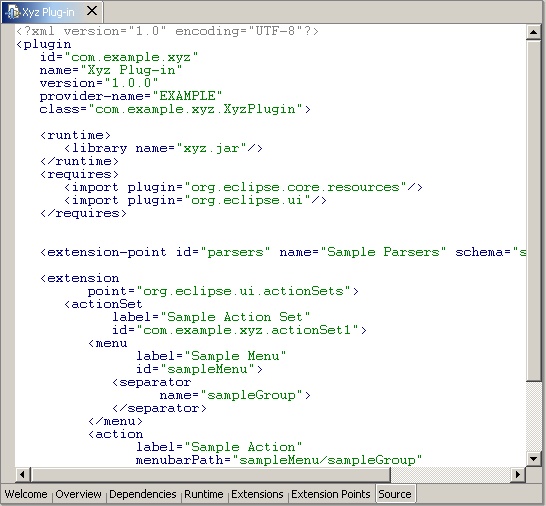 Xyz Plug-in
<?xml version="1.0" encoding="UTF-8"?>
<plugin
   id="com.example.xyz"
   name="Xyz Plug-in"
   version="1.0.0"
   provider-name="EXAMPLE"
   class="com.example.xyz.XyzPlugin">
   <runtime>
      <library name="xyz.jar"/>
   </runtime>
   <requires>
      <import plugin="org.eclipse.core.resources"/>
      <import plugin="org.eclipse.ui"/>
   </requires>
   <extension-point id="parsers" name="Sample Parsers" schema="s
   <extension
         point="org.eclipse.ui.actionSets">
      <actionSet
            label="Sample Action Set"
            id="com.example.xyz.actionSet1">
         <menu
               label="Sample Menu"
               id="sampleMenu">
            <separator
                  name="sampleGroup">
            </separator>
         </menu>
         <action
               label="Sample Action"
               menubarPath="sampleMenu/sampleGroup"
Welcome Overview Dependencies Runtime Extensions Extension Points Source